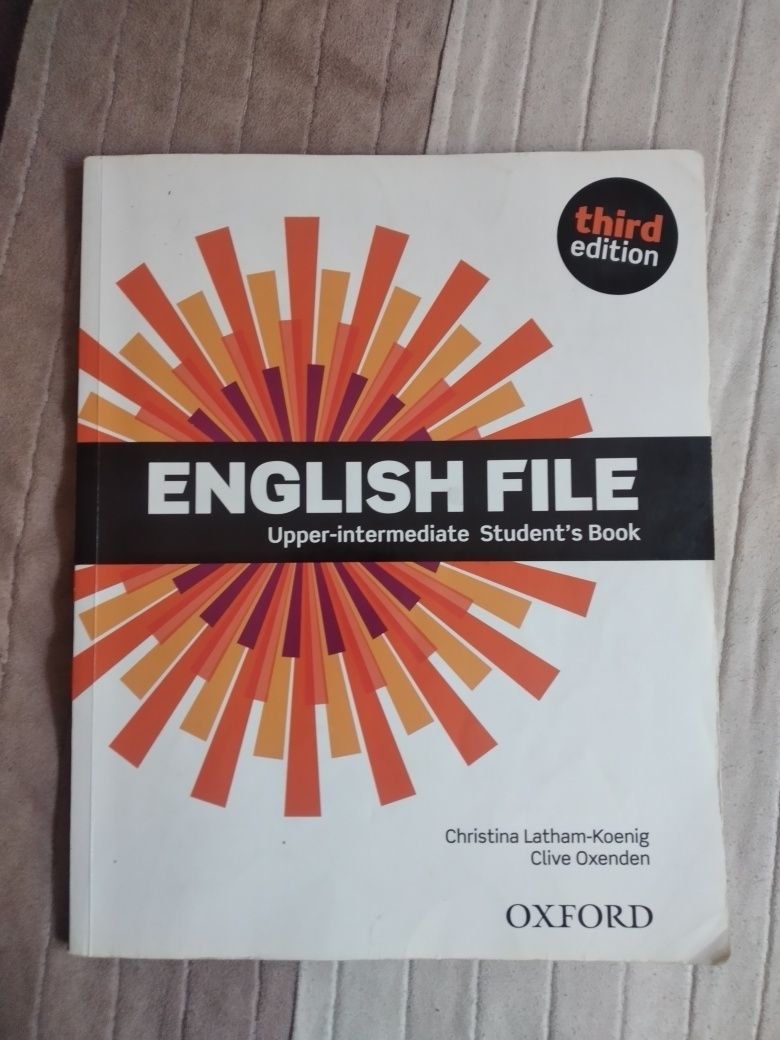 third
edition
ENGLISH FILE
Upper-intermediate Student's Book
Christina Latham-Koenig
Clive Oxenden
OXFORD